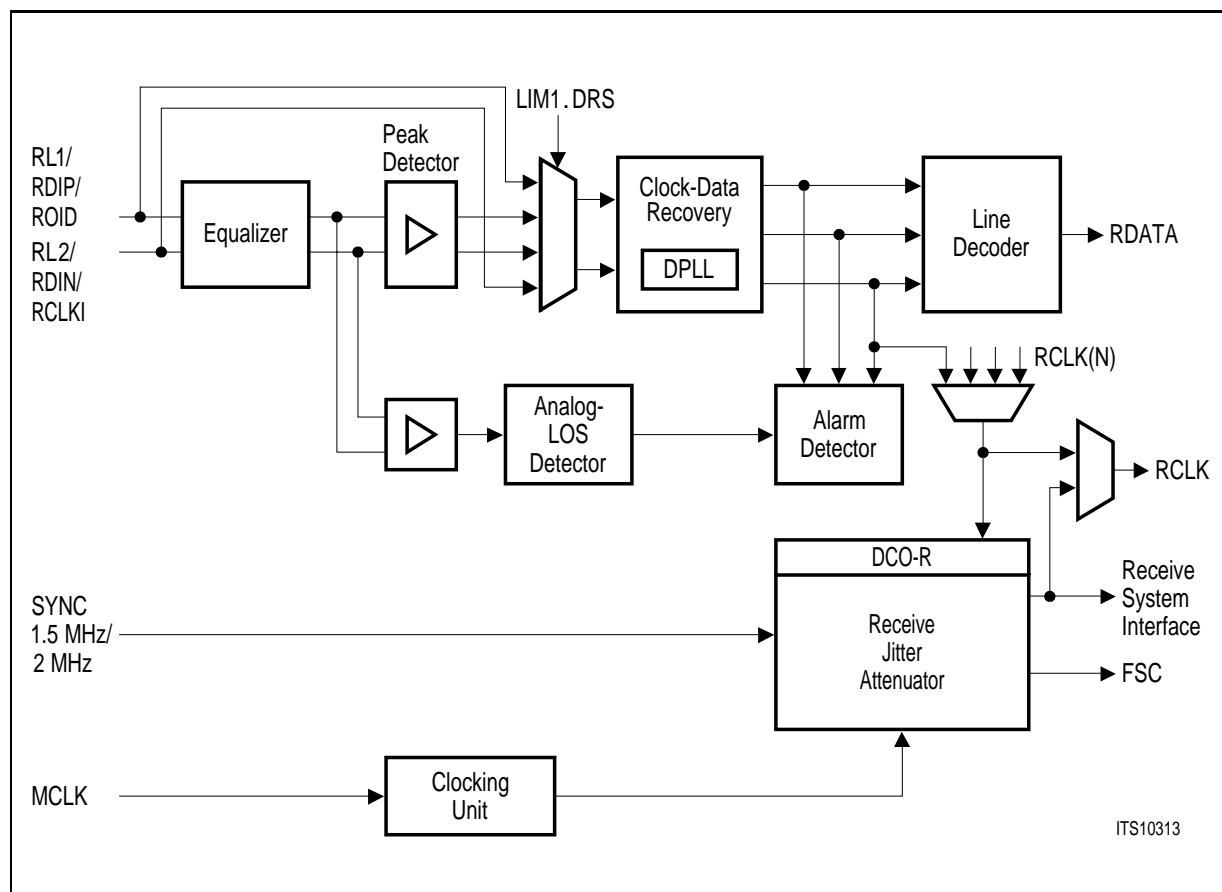 LIM1.DRS
Peak
Detector
RL1/
RDIP/
ROID
RL2/
RDIN/
RCLKI
Equalizer
Clock-Data
Recovery
DPLL
Line
Decoder
RDATA
RCLK(N)
Analog-
LOS
Detector
Alarm
Detector
RCLK
DCO-R
Receive
Jitter
Attenuator
Receive
System
Interface
FSC
SYNC
1.5 MHz/
2 MHz
MCLK
Clocking
Unit
ITS10313